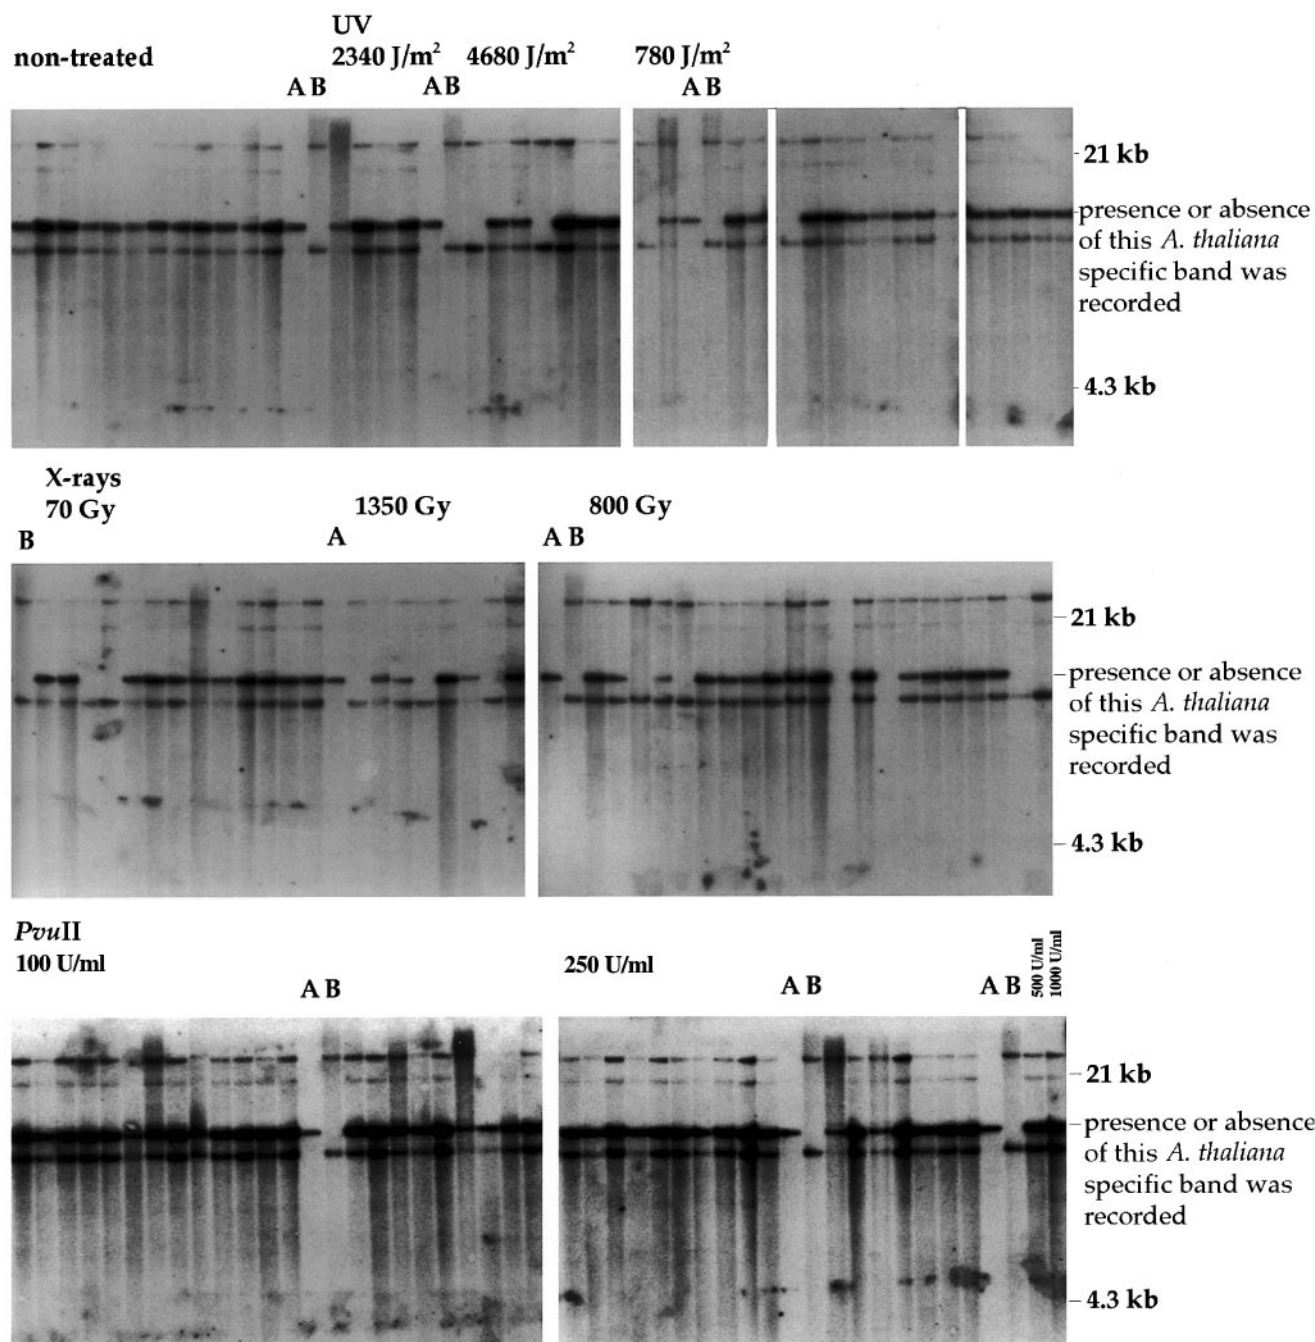 UV
non-treated 2340 J/m² 4680 J/m² 780 J/m²
A B A B A B
21 kb
presence or absence
of this A. thaliana
specific band was
recorded
4.3 kb
X-rays
70 Gy 1350 Gy 800 Gy
B A A B
21 kb
presence or absence
of this A. thaliana
specific band was
recorded
4.3 kb
PvuII
100 U/ml 250 U/ml 500 U/ml 1000 U/ml
A B A B A B
21 kb
presence or absence
of this A. thaliana
specific band was
recorded
4.3 kb